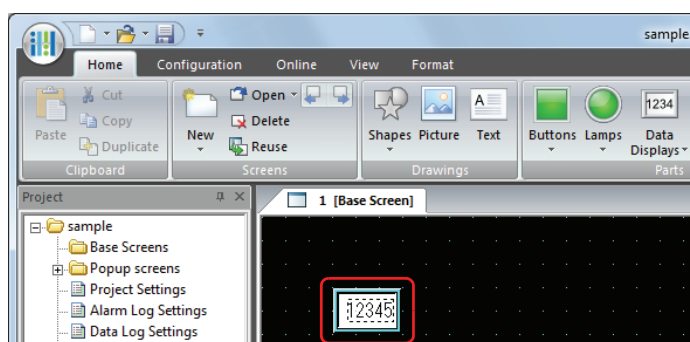 sample
Home Configuration Online View Format
Paste
Cut
Copy
Duplicate
Clipboard
New
Open
Delete
Reuse
Screens
Shapes Picture Text
Drawings
Buttons Lamps
1234
Data
Displays
Parts
Project
1 [Base Screen]
sample
Base Screens
Popup screens
Project Settings
Alarm Log Settings
Data Log Settings
12345